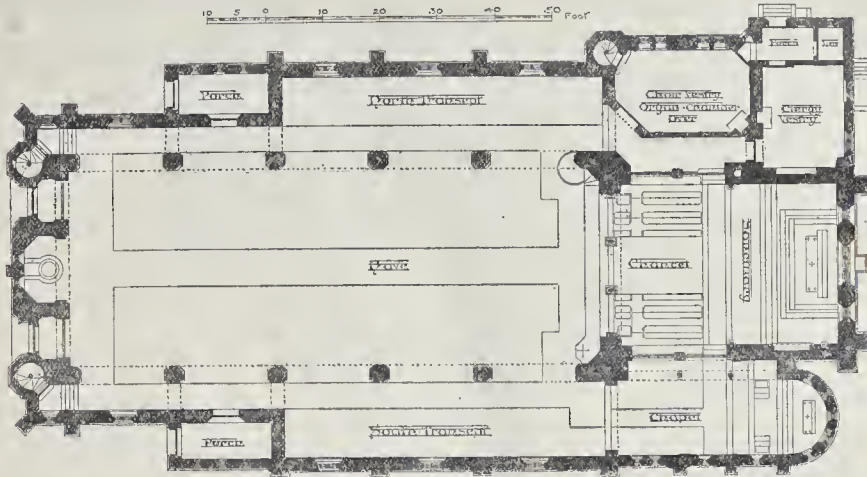 10 5 0 10 20 30 40 50 FEET
Porch
North Transept
Choir Vestry
Organ Chamber
over
Porch
Clergy
Vestry
Nave
Chancel
Sanctuary
Chapel
South Transept
Porch